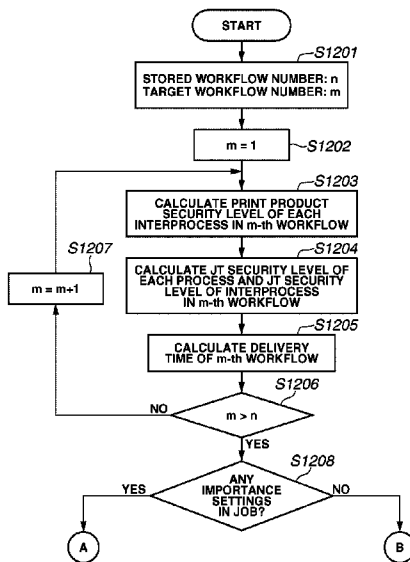 START
S1201
STORED WORKFLOW NUMBER: n
TARGET WORKFLOW NUMBER: m
S1202
m = 1
S1203
CALCULATE PRINT PRODUCT
SECURITY LEVEL OF EACH
INTERPROCESS IN m-th WORKFLOW
S1204
CALCULATE JT SECURITY LEVEL OF
EACH PROCESS AND JT SECURITY
LEVEL OF INTERPROCESS
IN m-th WORKFLOW
S1207
m = m+1
S1205
CALCULATE DELIVERY
TIME OF m-th WORKFLOW
S1206
NO
m > n
YES
S1208
YES
ANY
IMPORTANCE
SETTINGS
IN JOB?
NO
A
B